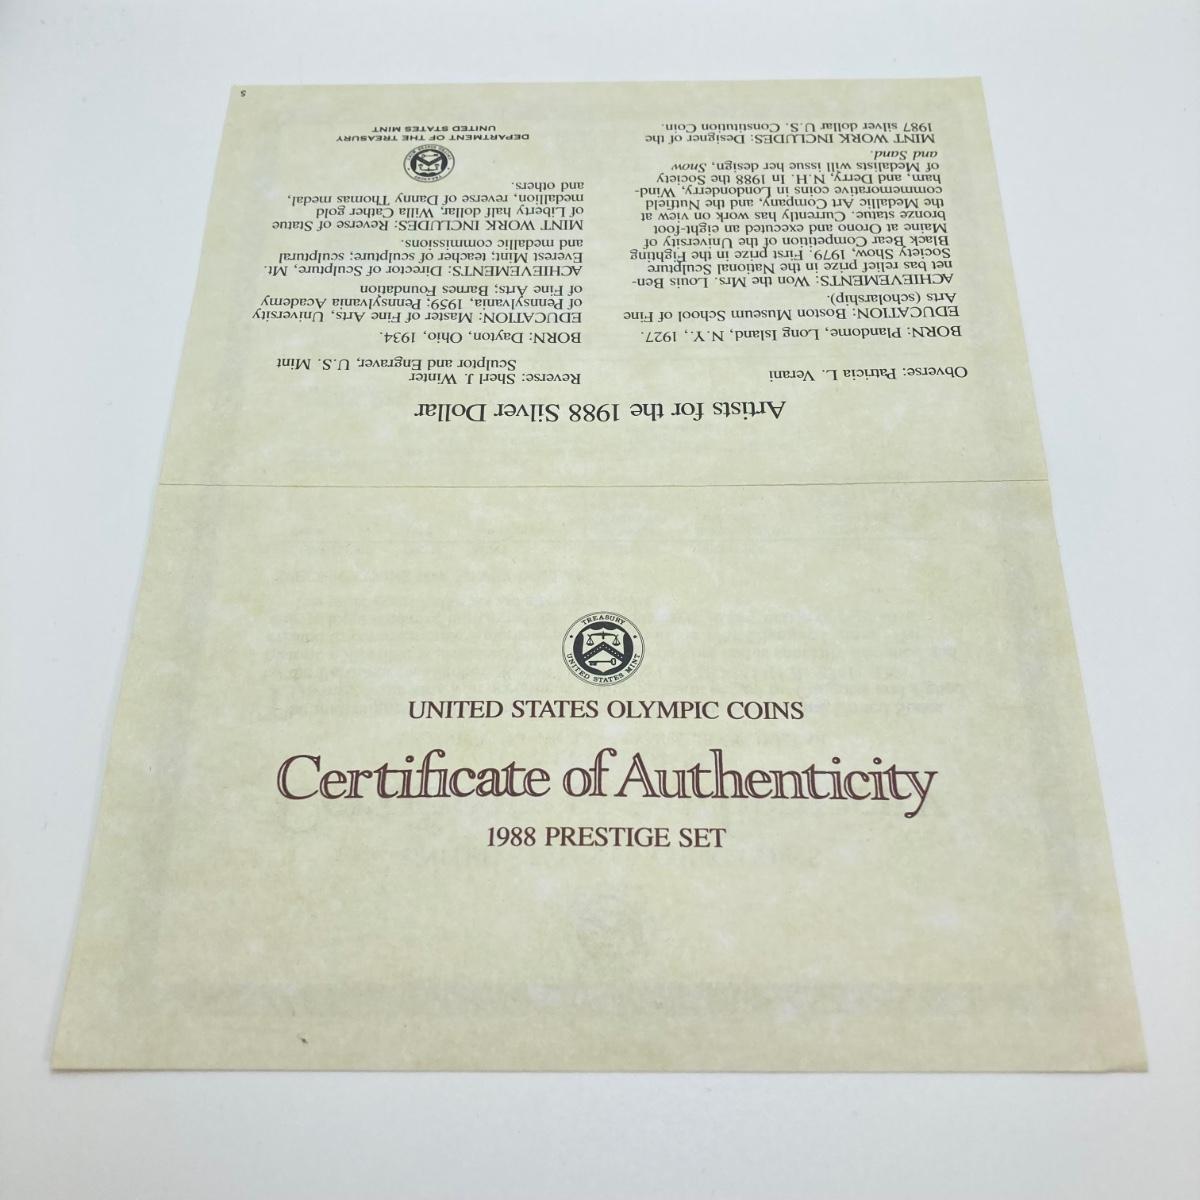 TREASURY
UNITED STATES MINT
UNITED STATES OLYMPIC COINS
Certificate of Authenticity
1988 PRESTIGE SET
Artists for the 1988 Silver Dollar
Obverse: Patricia L. Verani
BORN: Plandome, Long Island, N.Y., 1927.
EDUCATION: Boston Museum School of Fine
Arts (scholarship).
ACHIEVEMENTS: Won the Mrs. Louis Ben-
net bas relief prize in the National Sculpture
Society Show, 1979. First prize in the Fighting
Black Bear Competition of the University of
Maine at Orono and executed an eight-foot
bronze statue. Currently has work on view at
the Medallic Art Company, and the Nutfield
commemorative coins in Londonderry, Wind-
ham, and Derry, N.H. In 1988 the Society
of Medalists will issue her design, Snow
and Sand.
MINT WORK INCLUDES: Designer of the
1987 silver dollar U.S. Constitution Coin.
Reverse: Sherl J. Winter
Sculptor and Engraver, U.S. Mint
BORN: Dayton, Ohio, 1934.
EDUCATION: Master of Fine Arts, University
of Pennsylvania, 1959; Pennsylvania Academy
of Fine Arts; Barnes Foundation
ACHIEVEMENTS: Director of Sculpture, Mt.
Everest Mint; teacher of sculpture; sculptural
and medallic commissions.
MINT WORK INCLUDES: Reverse of Statue
of Liberty half dollar, Willa Cather gold
medallion, reverse of Danny Thomas medal,
and others.
TREASURY
UNITED STATES MINT
DEPARTMENT OF THE TREASURY
UNITED STATES MINT
5